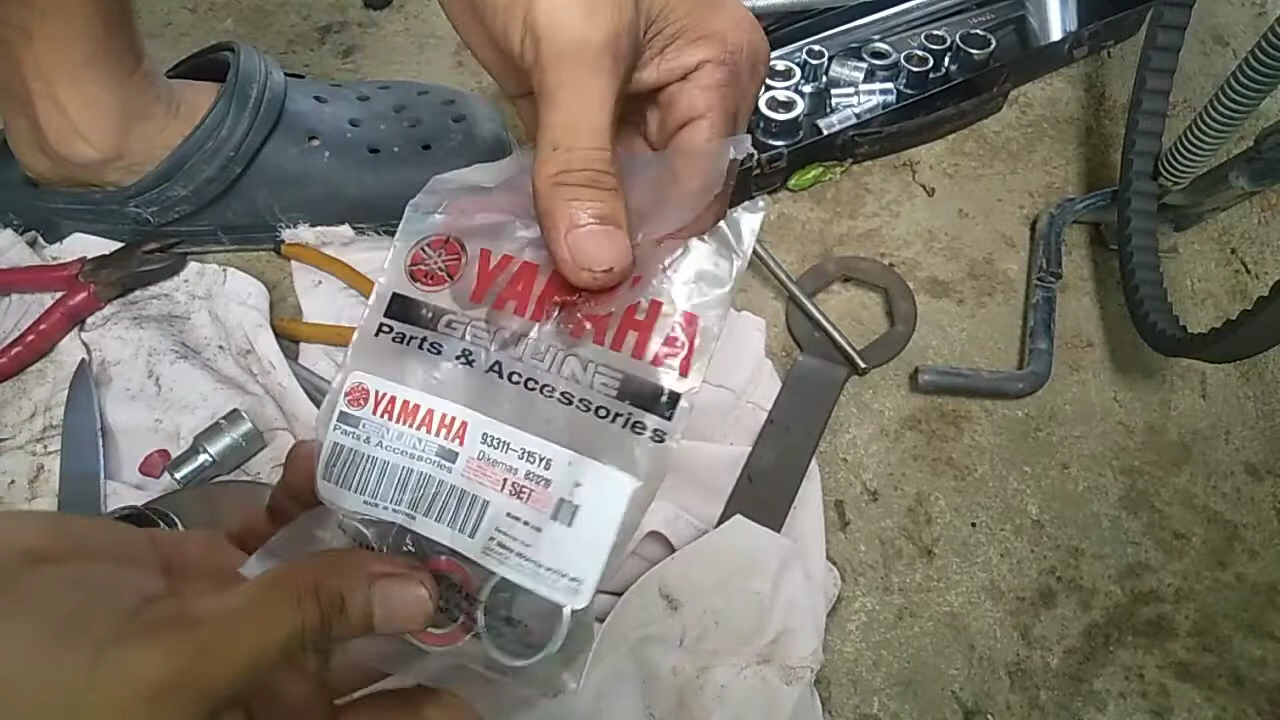 YAMAHA
GENUINE
Parts & Accessories
YAMAHA
GENUINE
Parts & Accessories
93311-315Y6
Dikemas
1 SET